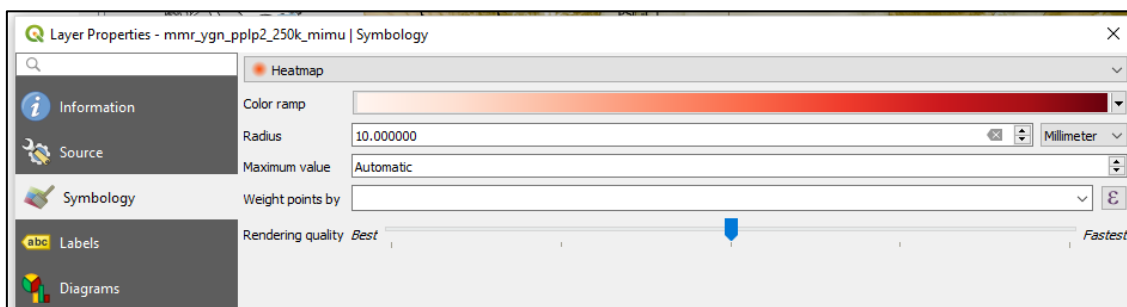 Layer Properties - mmr_ygn_pplp2_250k_mimu | Symbology
Heatmap
Information
Source
Symbology
abc Labels
Diagrams
Color ramp
Radius 10.000000 Millimeter
Maximum value Automatic
Weight points by ε
Rendering quality Best Fastest